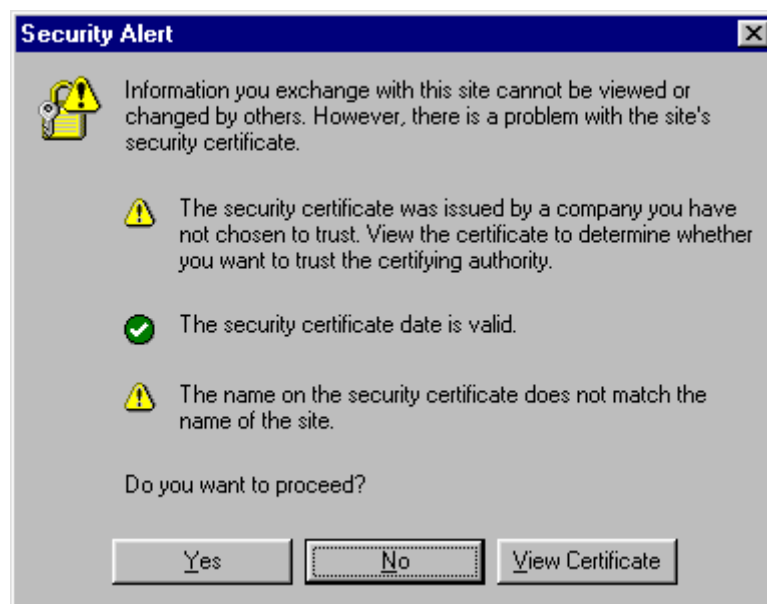 Security Alert
Information you exchange with this site cannot be viewed or
changed by others. However, there is a problem with the site's
security certificate.
The security certificate was issued by a company you have
not chosen to trust. View the certificate to determine whether
you want to trust the certifying authority.
The security certificate date is valid.
The name on the security certificate does not match the
name of the site.
Do you want to proceed?
Yes No View Certificate